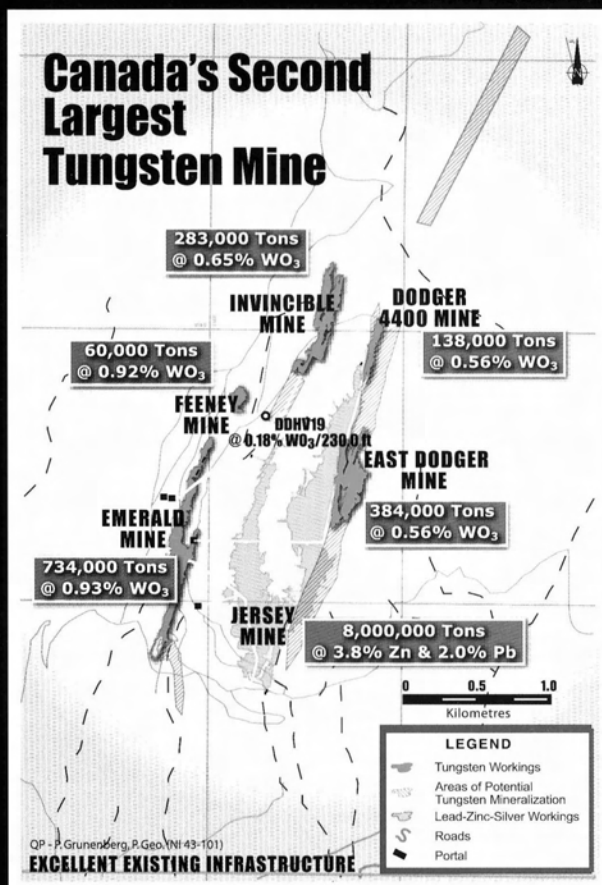 Canada's Second
Largest
Tungsten Mine
N
283,000 Tons
@ 0.65% WO₃
INVINCIBLE
MINE
DODGER
4400 MINE
138,000 Tons
@ 0.56% WO₃
60,000 Tons
@ 0.92% WO₃
FEENEY
MINE
DDHV19
@ 0.18% WO₃/230.0 ft
EAST DODGER
MINE
384,000 Tons
@ 0.56% WO₃
EMERALD
MINE
734,000 Tons
@ 0.93% WO₃
JERSEY
MINE
8,000,000 Tons
@ 3.8% Zn & 2.0% Pb
0 0.5 1.0
Kilometres
LEGEND
Tungsten Workings
Areas of Potential
Tungsten Mineralization
Lead-Zinc-Silver Workings
Roads
Portal
QP - P.Grunenberg, P.Geo. (NI 43-101)
EXCELLENT EXISTING INFRASTRUCTURE